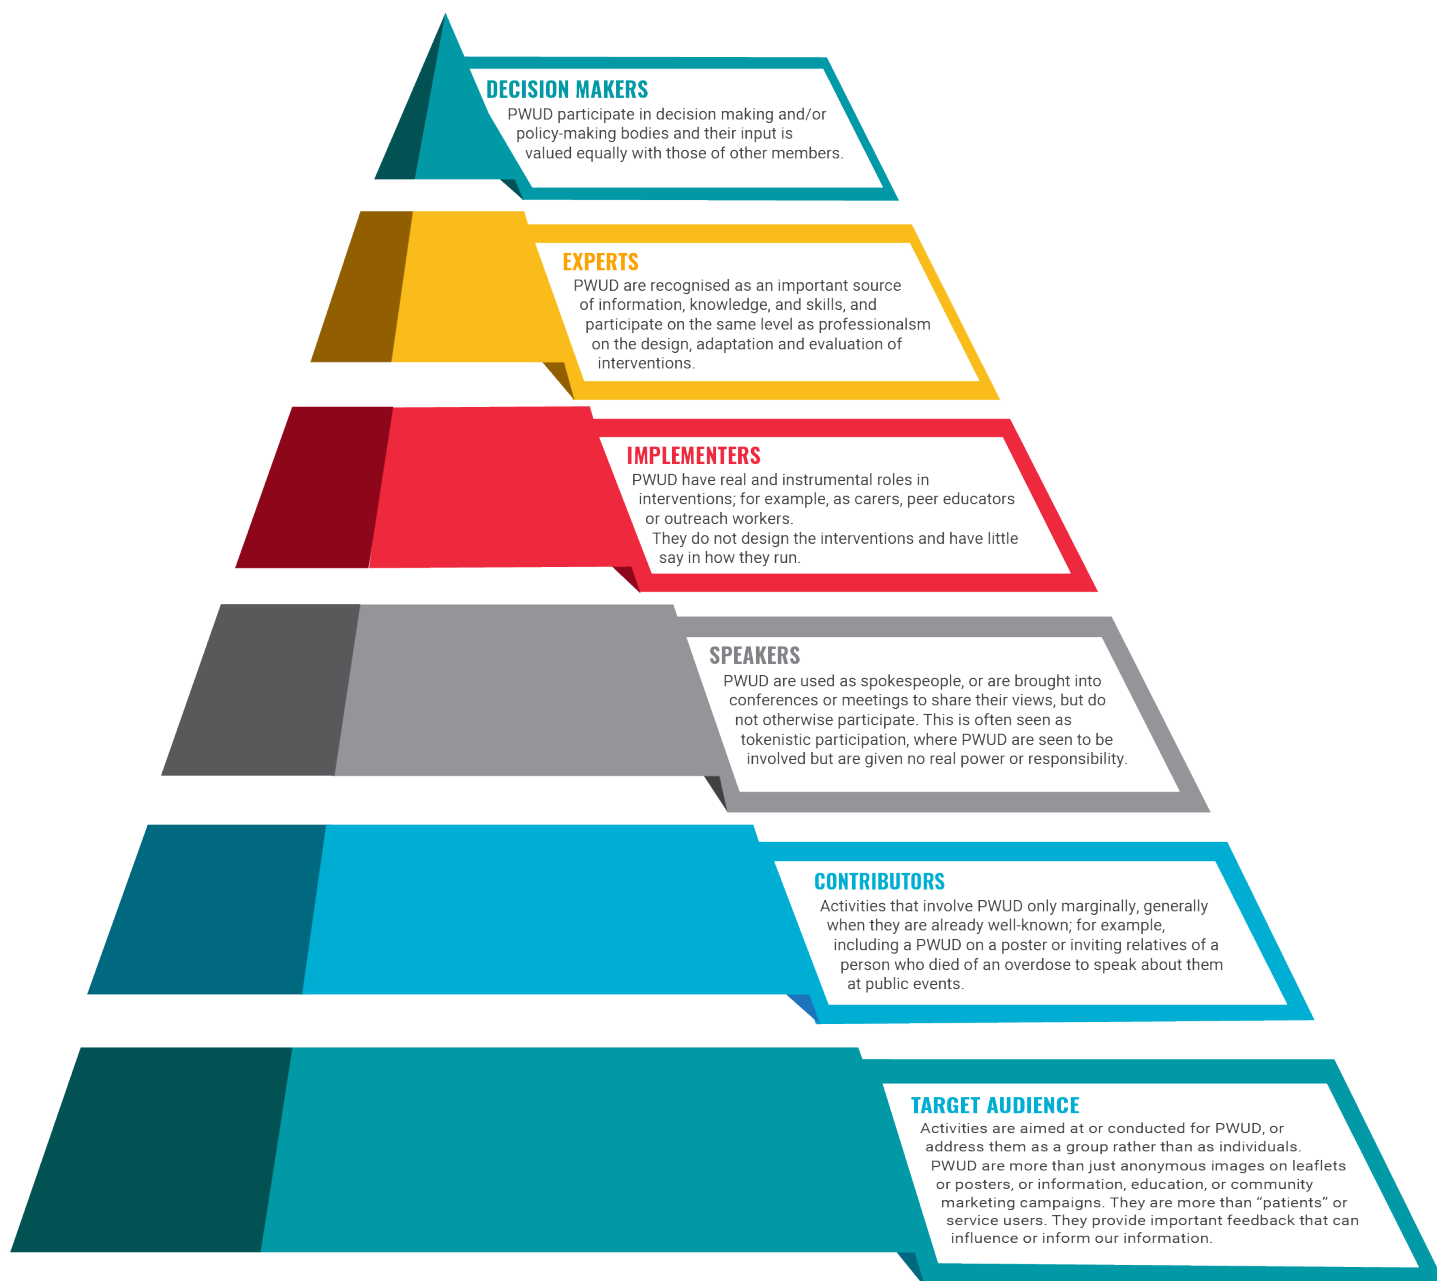 DECISION MAKERS
PWUD participate in decision making and/or
policy-making bodies and their input is
valued equally with those of other members.
EXPERTS
PWUD are recognised as an important source
of information, knowledge, and skills, and
participate on the same level as professionalsm
on the design, adaptation and evaluation of
interventions.
IMPLEMENTERS
PWUD have real and instrumental roles in
interventions; for example, as carers, peer educators
or outreach workers.
They do not design the interventions and have little
say in how they run.
SPEAKERS
PWUD are used as spokespeople, or are brought into
conferences or meetings to share their views, but do
not otherwise participate. This is often seen as
tokenistic participation, where PWUD are seen to be
involved but are given no real power or responsibility.
CONTRIBUTORS
Activities that involve PWUD only marginally, generally
when they are already well-known; for example,
including a PWUD on a poster or inviting relatives of a
person who died of an overdose to speak about them
at public events.
TARGET AUDIENCE
Activities are aimed at or conducted for PWUD, or
address them as a group rather than as individuals.
PWUD are more than just anonymous images on leaflets
or posters, or information, education, or community
marketing campaigns. They are more than “patients” or
service users. They provide important feedback that can
influence or inform our information.